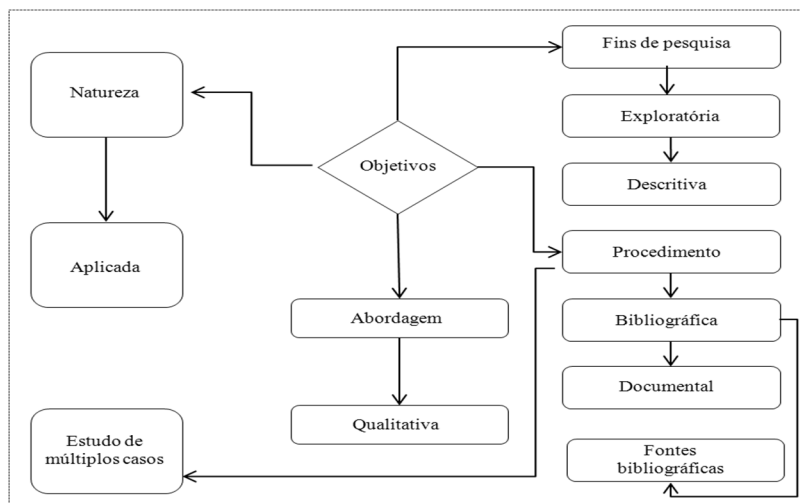 Fins de pesquisa
Natureza
Exploratória
Objetivos
Descritiva
Aplicada
Procedimento
Abordagem
Bibliográfica
Documental
Qualitativa
Estudo de
múltiplos casos
Fontes
bibliográficas